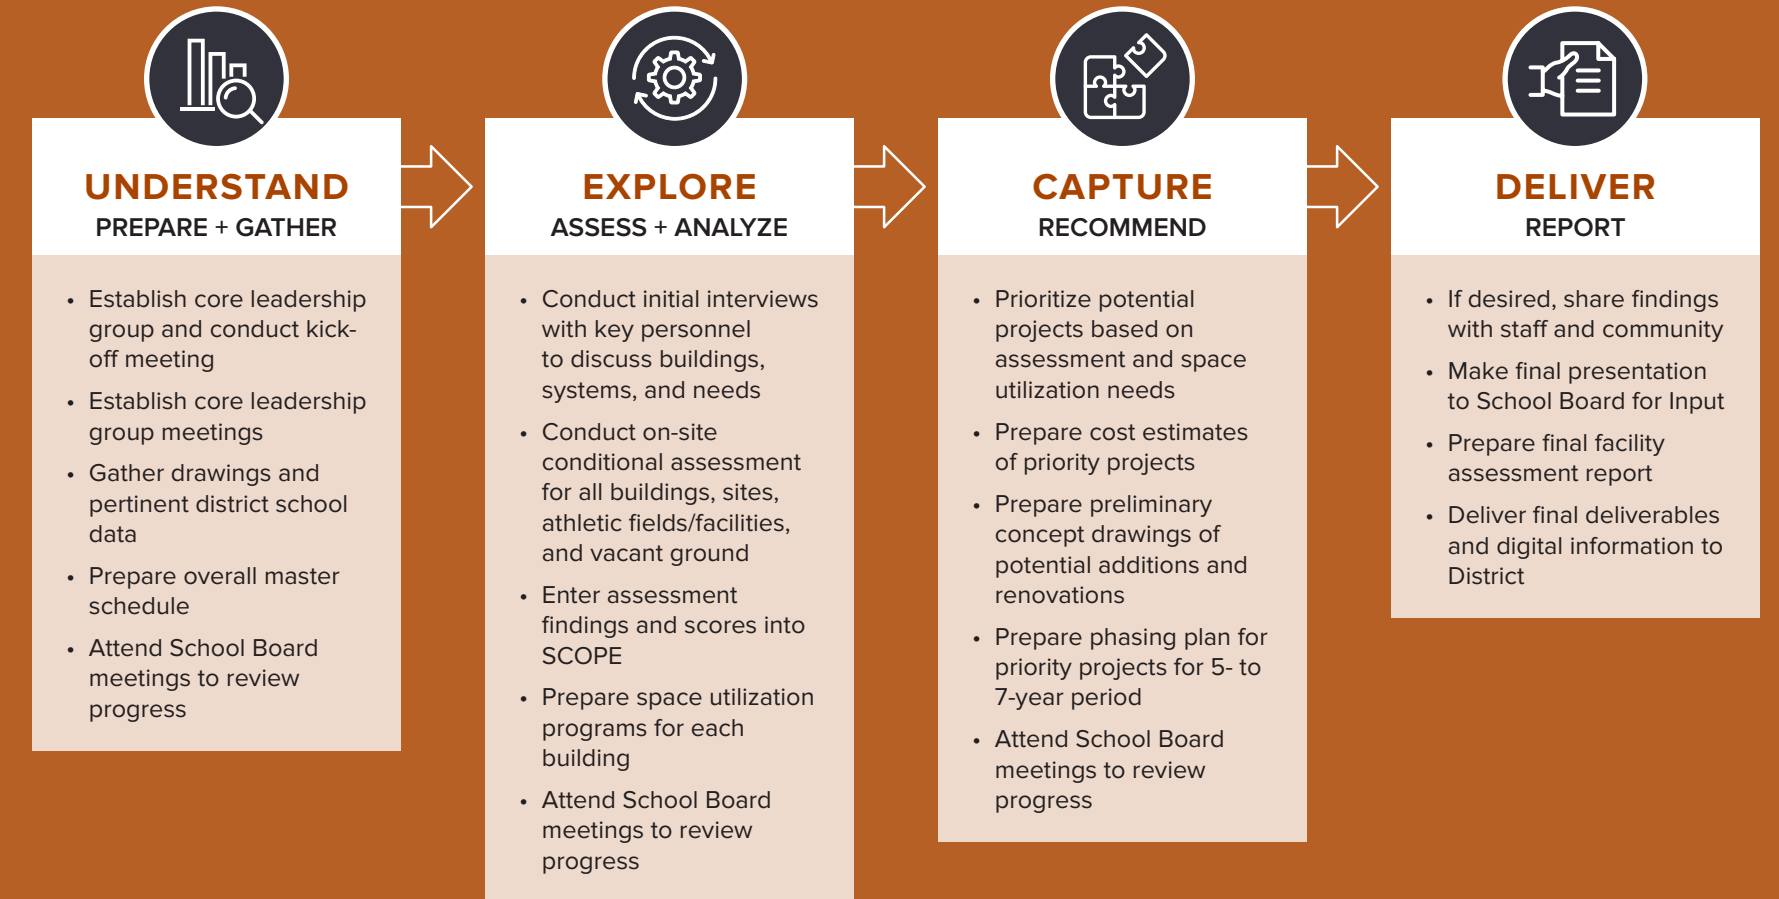 UNDERSTAND
PREPARE + GATHER
• Establish core leadership
group and conduct kick-
off meeting
• Establish core leadership
group meetings
• Gather drawings and
pertinent district school
data
• Prepare overall master
schedule
• Attend School Board
meetings to review
progress
EXPLORE
ASSESS + ANALYZE
• Conduct initial interviews
with key personnel
to discuss buildings,
systems, and needs
• Conduct on-site
conditional assessment
for all buildings, sites,
athletic fields/facilities,
and vacant ground
• Enter assessment
findings and scores into
SCOPE
• Prepare space utilization
programs for each
building
• Attend School Board
meetings to review
progress
CAPTURE
RECOMMEND
• Prioritize potential
projects based on
assessment and space
utilization needs
• Prepare cost estimates
of priority projects
• Prepare preliminary
concept drawings of
potential additions and
renovations
• Prepare phasing plan for
priority projects for 5- to
7-year period
• Attend School Board
meetings to review
progress
DELIVER
REPORT
• If desired, share findings
with staff and community
• Make final presentation
to School Board for Input
• Prepare final facility
assessment report
• Deliver final deliverables
and digital information to
District